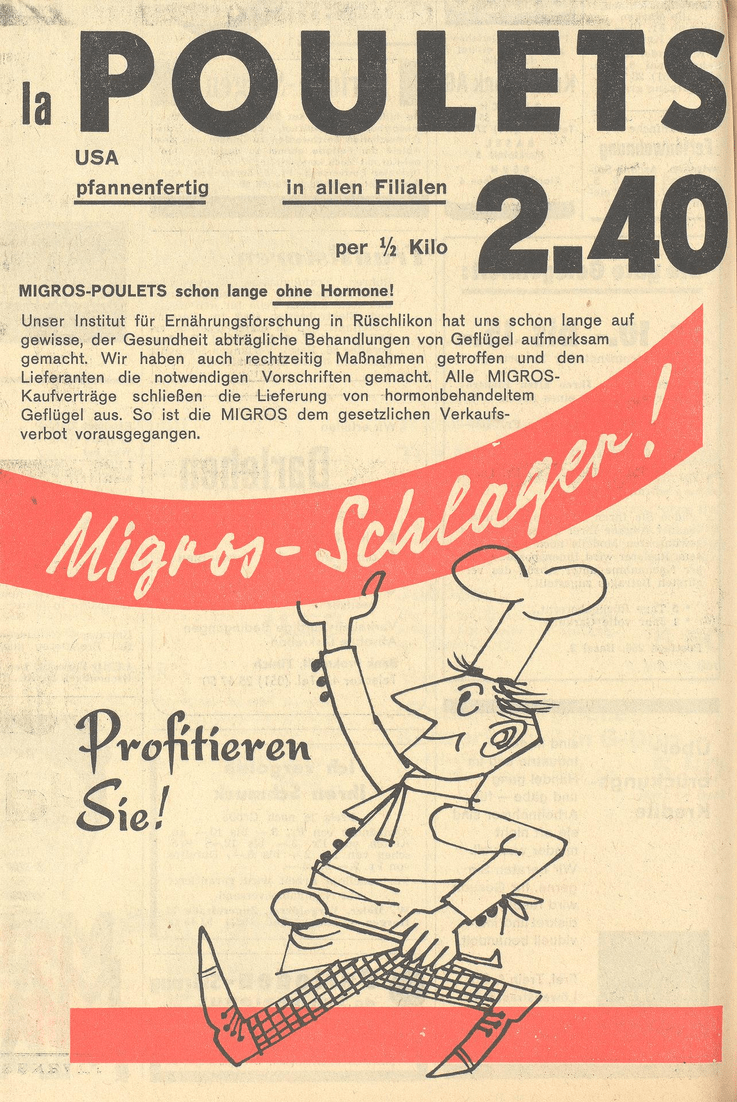 Ia POULETS
USA
pfannenfertig in allen Filialen
per ½ Kilo 2.40
MIGROS-POULETS schon lange ohne Hormone!
Unser Institut für Ernährungsforschung in Rüschlikon hat uns schon lange auf
gewisse, der Gesundheit abträgliche Behandlungen von Geflügel aufmerksam
gemacht. Wir haben auch rechtzeitig Maßnahmen getroffen und den
Lieferanten die notwendigen Vorschriften gemacht. Alle MIGROS-
Kaufverträge schließen die Lieferung von hormonbehandeltem
Geflügel aus. So ist die MIGROS dem gesetzlichen Verkaufs-
verbot vorausgegangen.
Migros-Schlager!
Profitieren
Sie!